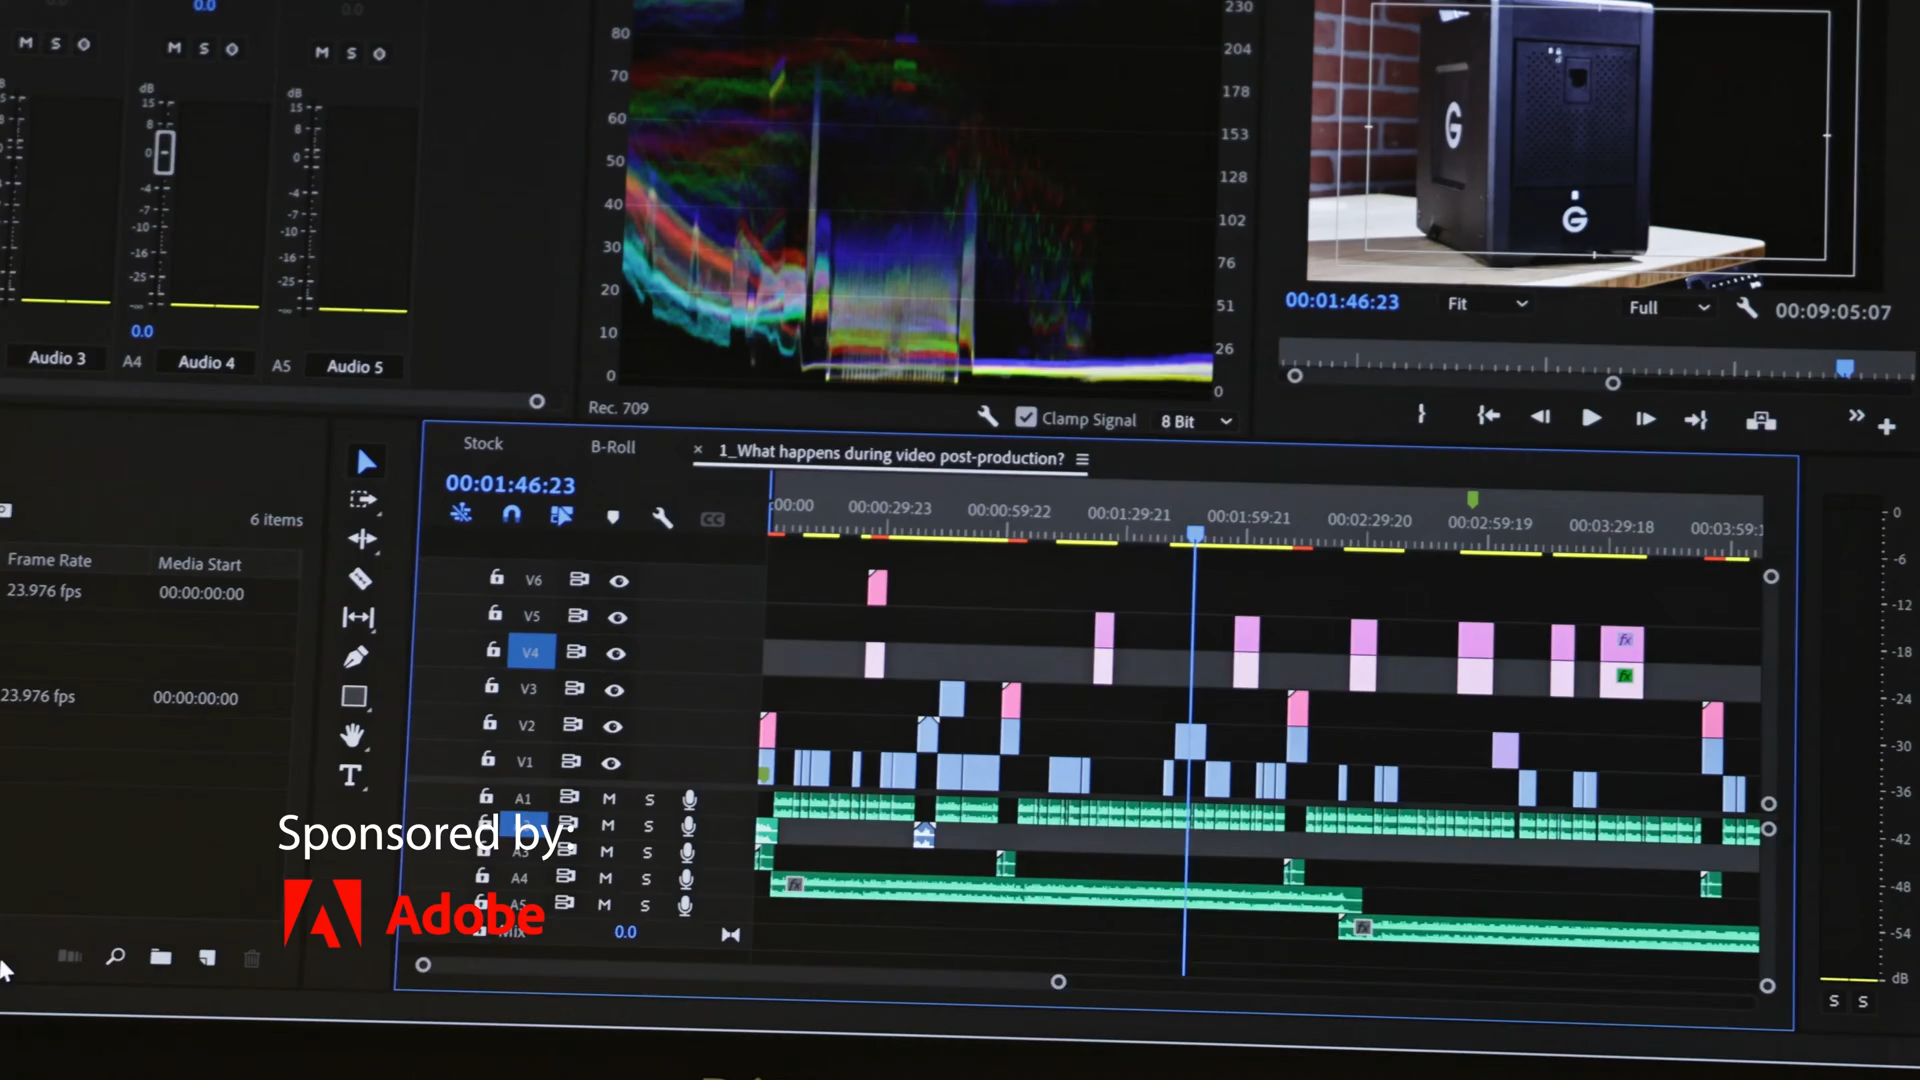 0.0
0.0
M S
M S
M S
dB
15
8
0
-4
-7
-10
-16
-25
-∞
dB
15
8
0
-4
-7
-10
-16
-25
-∞
0.0
Audio 3
A4
Audio 4
A5
Audio 5
80
70
60
50
40
30
20
10
0
230
204
178
153
128
102
76
51
26
0
Rec. 709
Clamp Signal
8 Bit
G
G
00:01:46:23
Fit
Full
00:09:05:07
Stock
B-Roll
× 1_What happens during video post-production?
00:01:46:23
:00:00
00:00:29:23
00:00:59:22
00:01:29:21
00:01:59:21
00:02:29:20
00:02:59:19
00:03:29:18
00:03:59:1
6 items
Frame Rate
Media Start
23.976 fps
00:00:00:00
23.976 fps
00:00:00:00
T
CC
V6
V5
V4
V3
V2
V1
A1 M S
M S
A3 M S
A4 M S
A5 M S
Mix 0.0
fx
fx
fx
fx
Sponsored by:
Adobe
0
-6
-12
-18
-24
-30
-36
-42
-48
-54
dB
S S